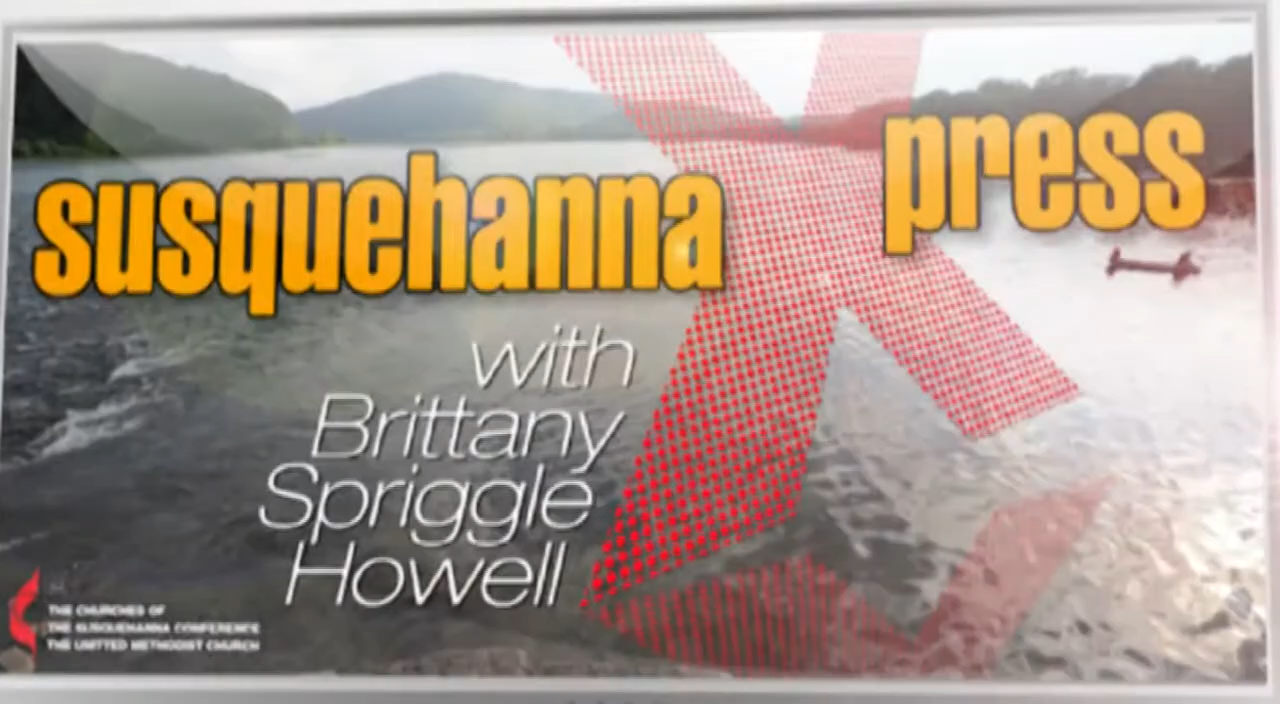 susquehanna X press
with
Brittany
Spriggle
Howell
THE CHURCHES OF
THE SUSQUEHANNA CONFERENCE
THE UNITED METHODIST CHURCH